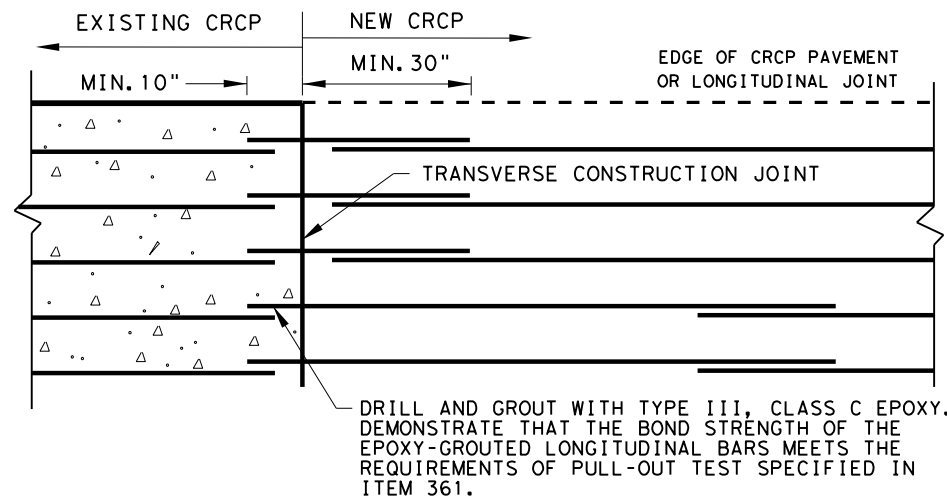 EXISTING CRCP
NEW CRCP
MIN. 10"
MIN. 30"
EDGE OF CRCP PAVEMENT
OR LONGITUDINAL JOINT
TRANSVERSE CONSTRUCTION JOINT
DRILL AND GROUT WITH TYPE III, CLASS C EPOXY.
DEMONSTRATE THAT THE BOND STRENGTH OF THE
EPOXY-GROUTED LONGITUDINAL BARS MEETS THE
REQUIREMENTS OF PULL-OUT TEST SPECIFIED IN
ITEM 361.